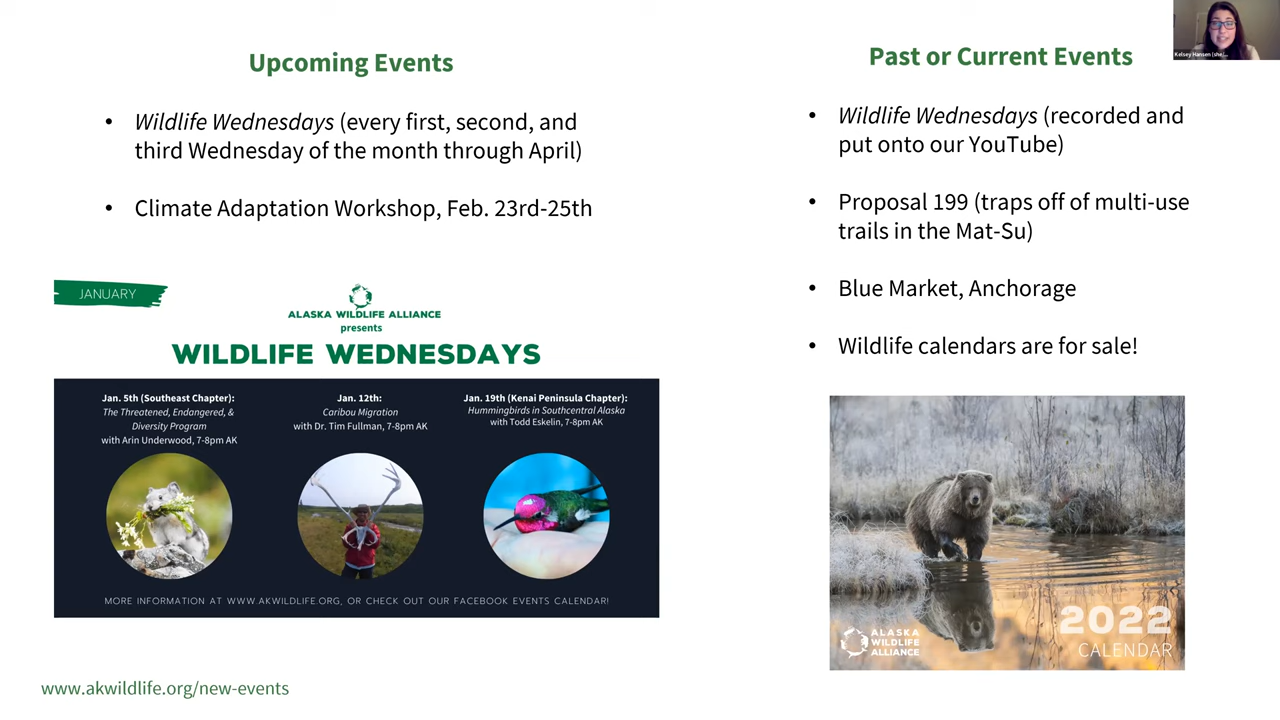 Upcoming Events
• Wildlife Wednesdays (every first, second, and
third Wednesday of the month through April)
• Climate Adaptation Workshop, Feb. 23rd-25th
JANUARY
ALASKA WILDLIFE ALLIANCE
presents
WILDLIFE WEDNESDAYS
Jan. 5th (Southeast Chapter):
The Threatened, Endangered, &
Diversity Program
with Arin Underwood, 7-8pm AK
Jan. 12th:
Caribou Migration
with Dr. Tim Fullman, 7-8pm AK
Jan. 19th (Kenai Peninsula Chapter):
Hummingbirds in Southcentral Alaska
with Todd Eskelin, 7-8pm AK
MORE INFORMATION AT WWW.AKWILDLIFE.ORG, OR CHECK OUT OUR FACEBOOK EVENTS CALENDAR!
www.akwildlife.org/new-events
Past or Current Events
• Wildlife Wednesdays (recorded and
put onto our YouTube)
• Proposal 199 (traps off of multi-use
trails in the Mat-Su)
• Blue Market, Anchorage
• Wildlife calendars are for sale!
2022
CALENDAR
ALASKA
WILDLIFE
ALLIANCE
Kelsey Hansen (she/...